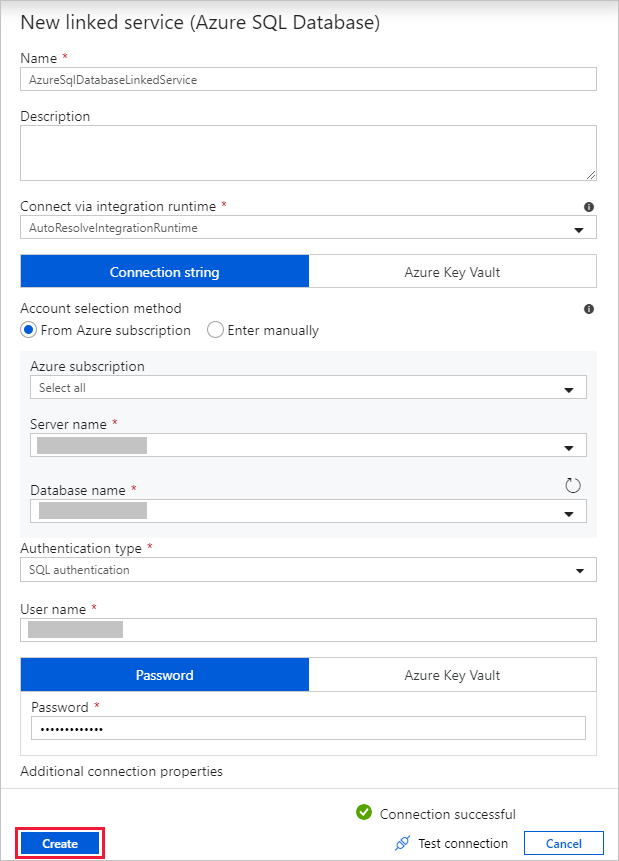 New linked service (Azure SQL Database)
Name *
AzureSqlDatabaseLinkedService
Description
Connect via integration runtime *
AutoResolveIntegrationRuntime
Connection string Azure Key Vault
Account selection method
From Azure subscription Enter manually
Azure subscription
Select all
Server name *
Database name *
Authentication type *
SQL authentication
User name *
Password Azure Key Vault
Password *
•••••••••••••
Additional connection properties
Connection successful
Create Test connection Cancel